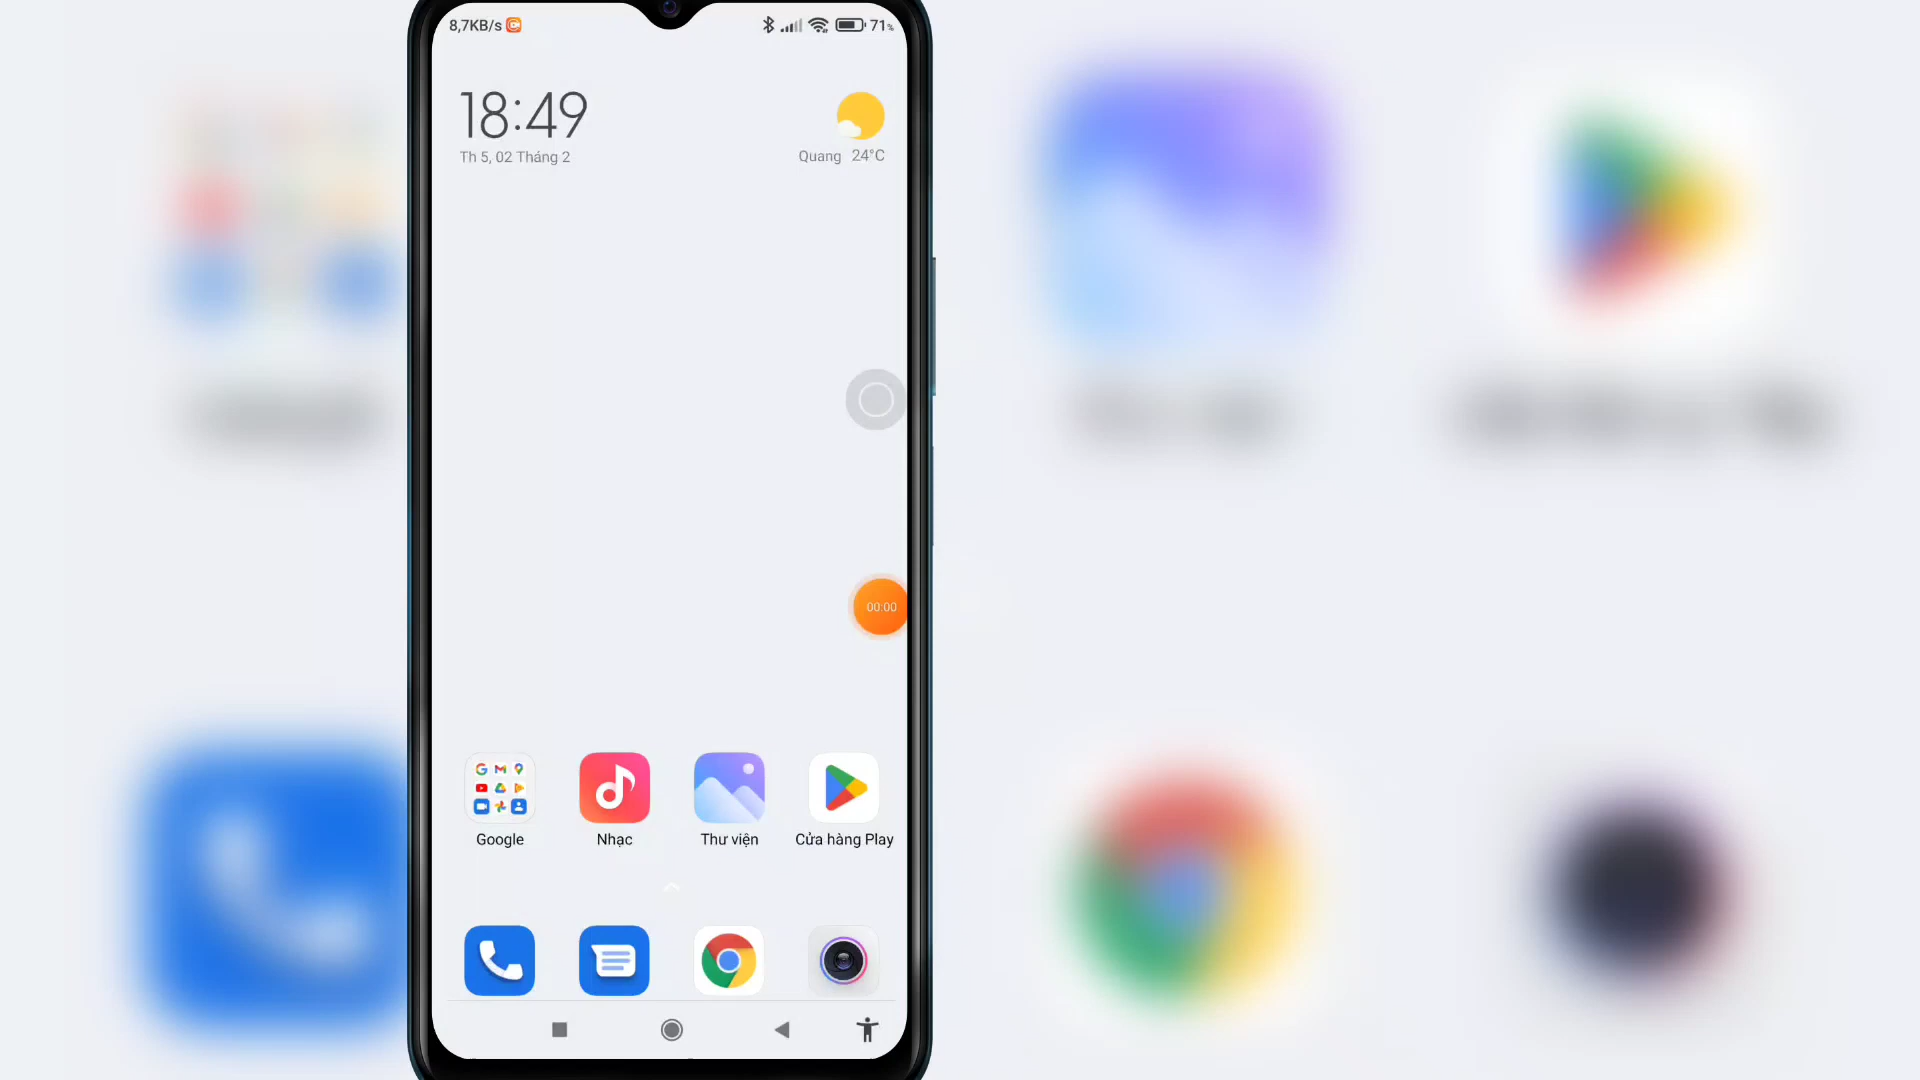 8,7KB/s
71%
18:49
Th 5, 02 Tháng 2
Quang 24°C
00:00
Google
Nhạc
Thư viện
Cửa hàng Play